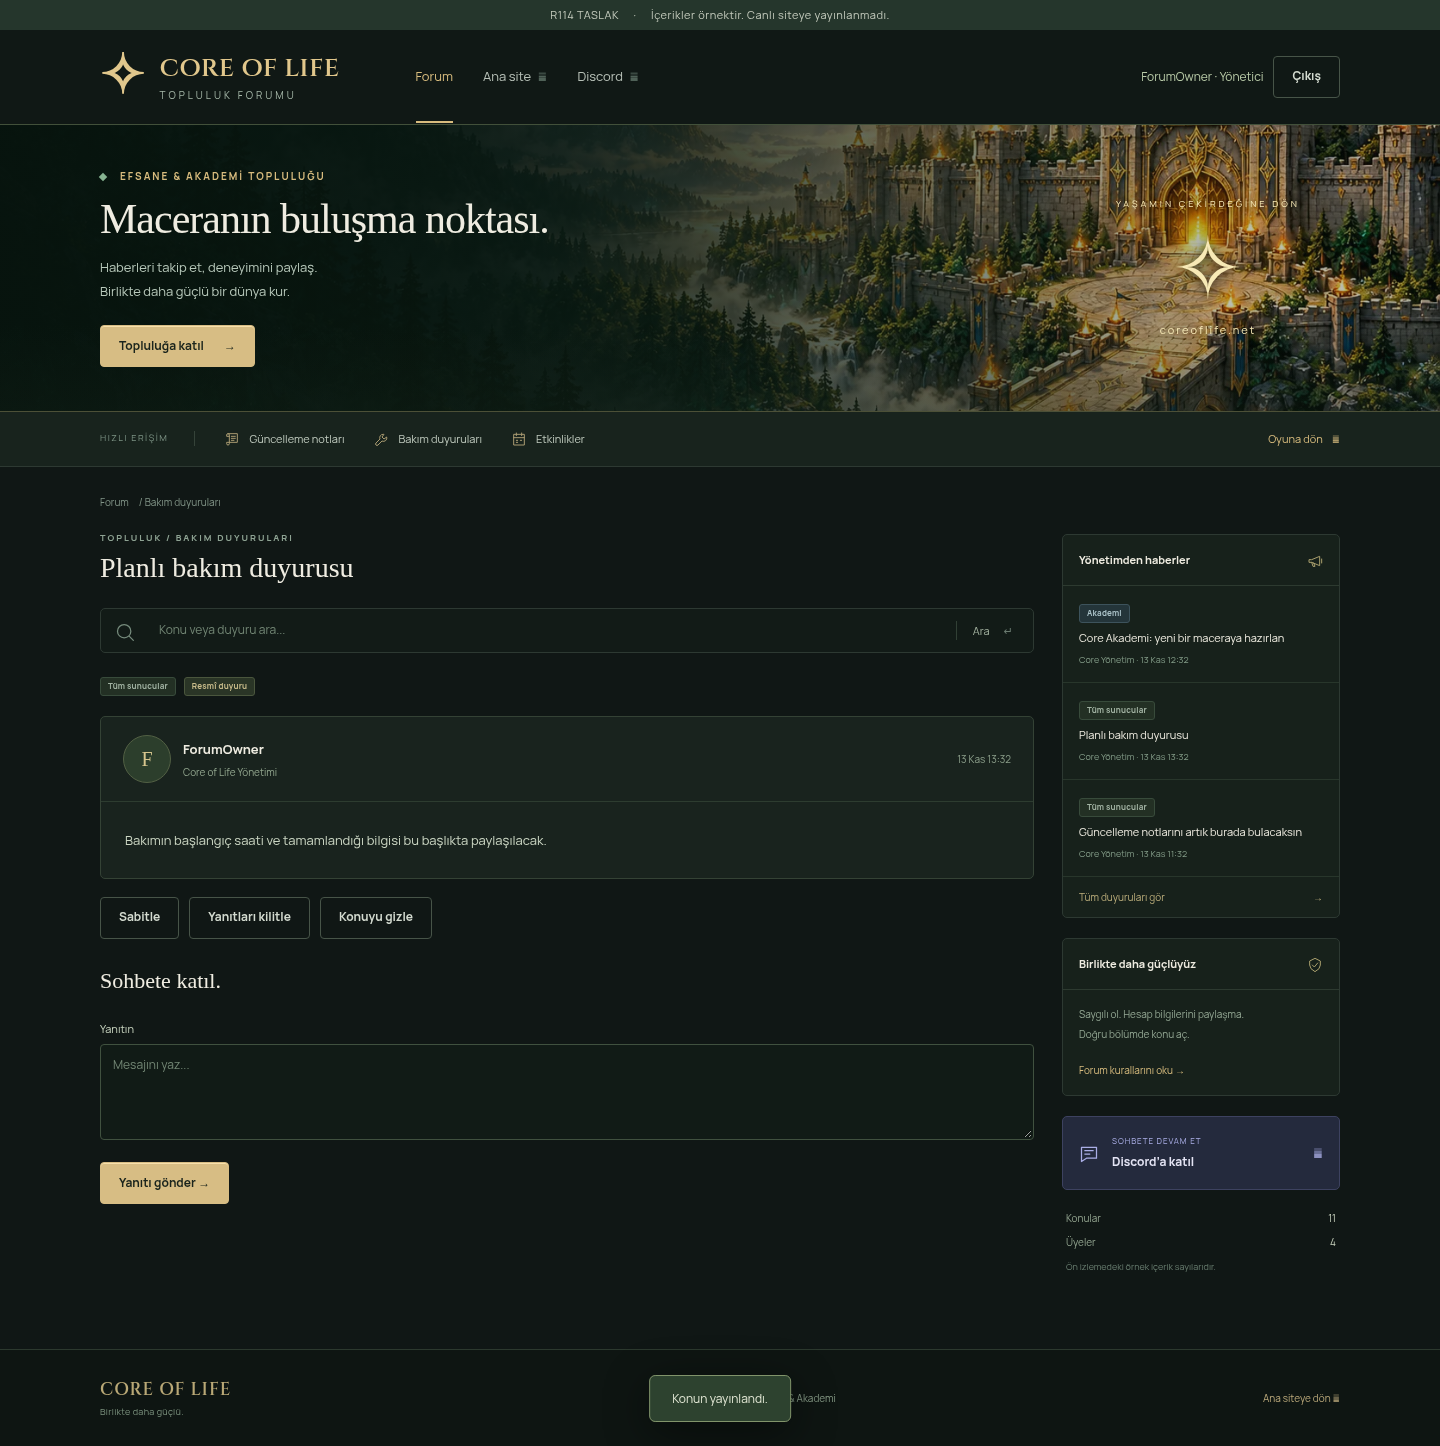 R114 TASLAK · İçerikler örnektir. Canlı siteye yayınlanmadı.
CORE OF LIFE
TOPLULUK FORUMU
Forum
Ana site
Discord
ForumOwner · Yönetici
Çıkış
EFSANE & AKADEMİ TOPLULUĞU
Maceranın buluşma noktası.
Haberleri takip et, deneyimini paylaş.
Birlikte daha güçlü bir dünya kur.
Topluluğa katıl →
YAŞAMIN ÇEKİRDEĞİNE DÖN
coreoflife.net
HIZLI ERİŞİM
Güncelleme notları
Bakım duyuruları
Etkinlikler
Oyuna dön
Forum / Bakım duyuruları
TOPLULUK / BAKIM DUYURULARI
Planlı bakım duyurusu
Konu veya duyuru ara...
Ara ↵
Tüm sunucular
Resmî duyuru
F
ForumOwner
Core of Life Yönetimi
13 Kas 13:32
Bakımın başlangıç saati ve tamamlandığı bilgisi bu başlıkta paylaşılacak.
Sabitle
Yanıtları kilitle
Konuyu gizle
Sohbete katıl.
Yanıtın
Mesajını yaz...
Yanıtı gönder →
Yönetimden haberler
Akademi
Core Akademi: yeni bir maceraya hazırlan
Core Yönetim · 13 Kas 12:32
Tüm sunucular
Planlı bakım duyurusu
Core Yönetim · 13 Kas 13:32
Tüm sunucular
Güncelleme notlarını artık burada bulacaksın
Core Yönetim · 13 Kas 11:32
Tüm duyuruları gör →
Birlikte daha güçlüyüz
Saygılı ol. Hesap bilgilerini paylaşma.
Doğru bölümde konu aç.
Forum kurallarını oku →
SOHBETE DEVAM ET
Discord'a katıl
Konular 11
Üyeler 4
Ön izlemedeki örnek içerik sayılarıdır.
CORE OF LIFE
Birlikte daha güçlü.
Konun yayınlandı.
& Akademi
Ana siteye dön